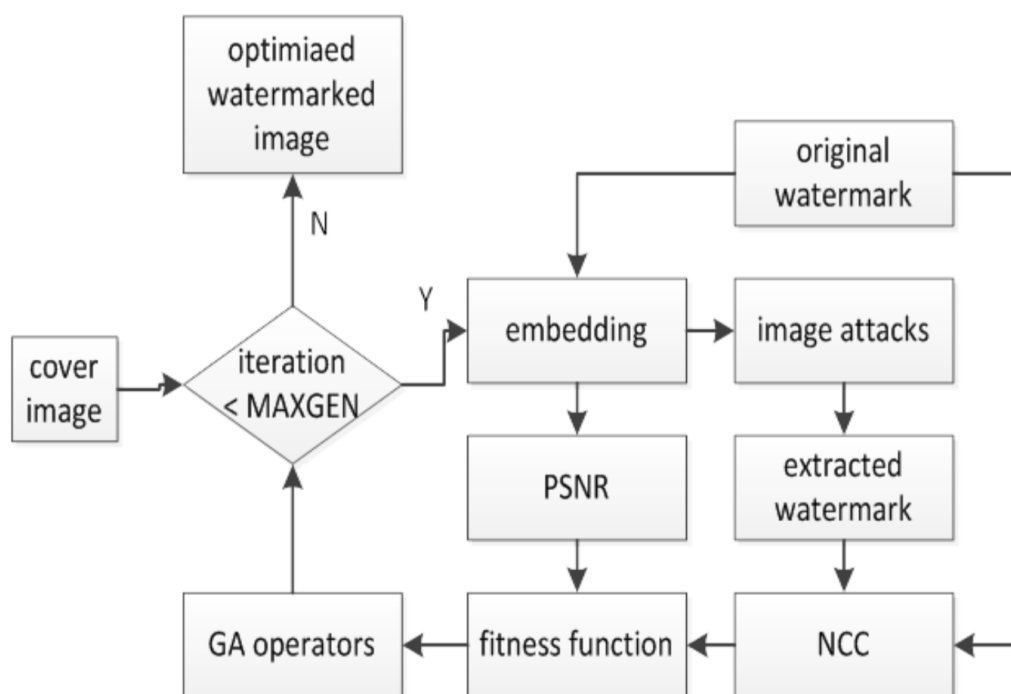 optimiaed
watermarked
image
original
watermark
N
Y
embedding
image attacks
cover
image
iteration
< MAXGEN
PSNR
extracted
watermark
GA operators
fitness function
NCC